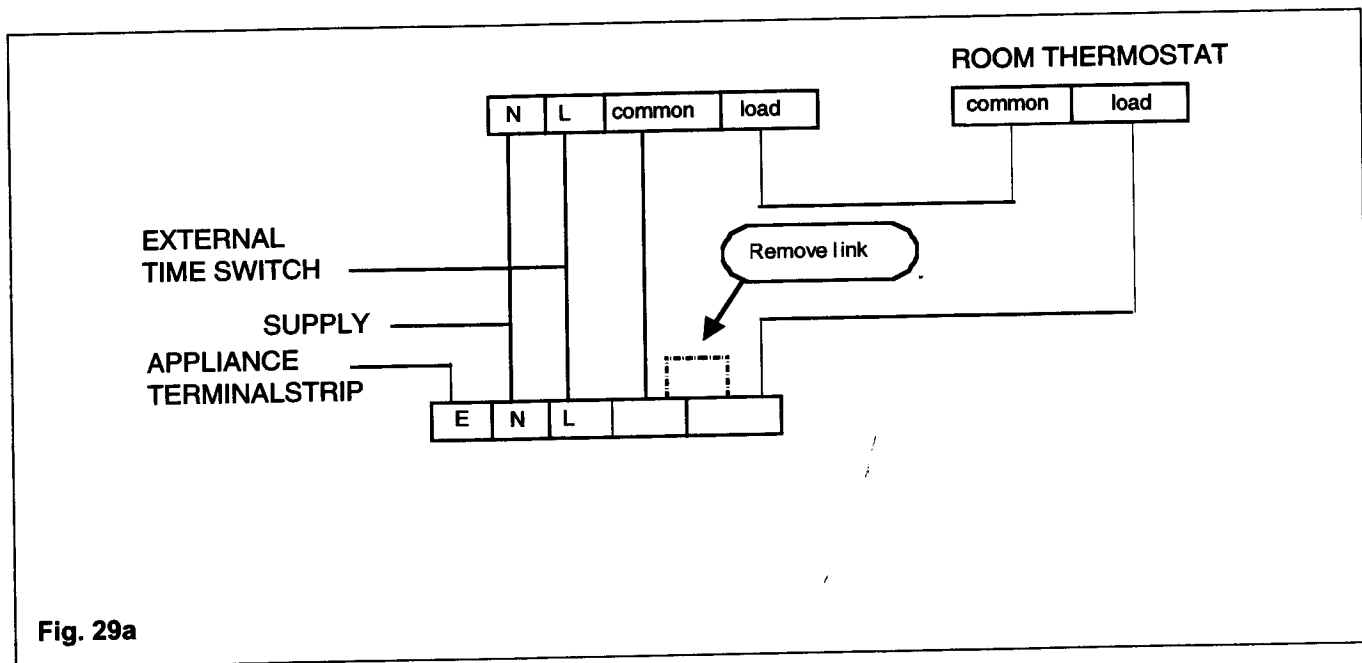 ROOM THERMOSTAT
N L common load
common load
EXTERNAL
TIME SWITCH
Remove link
SUPPLY
APPLIANCE
TERMINALSTRIP
E N L
Fig. 29a